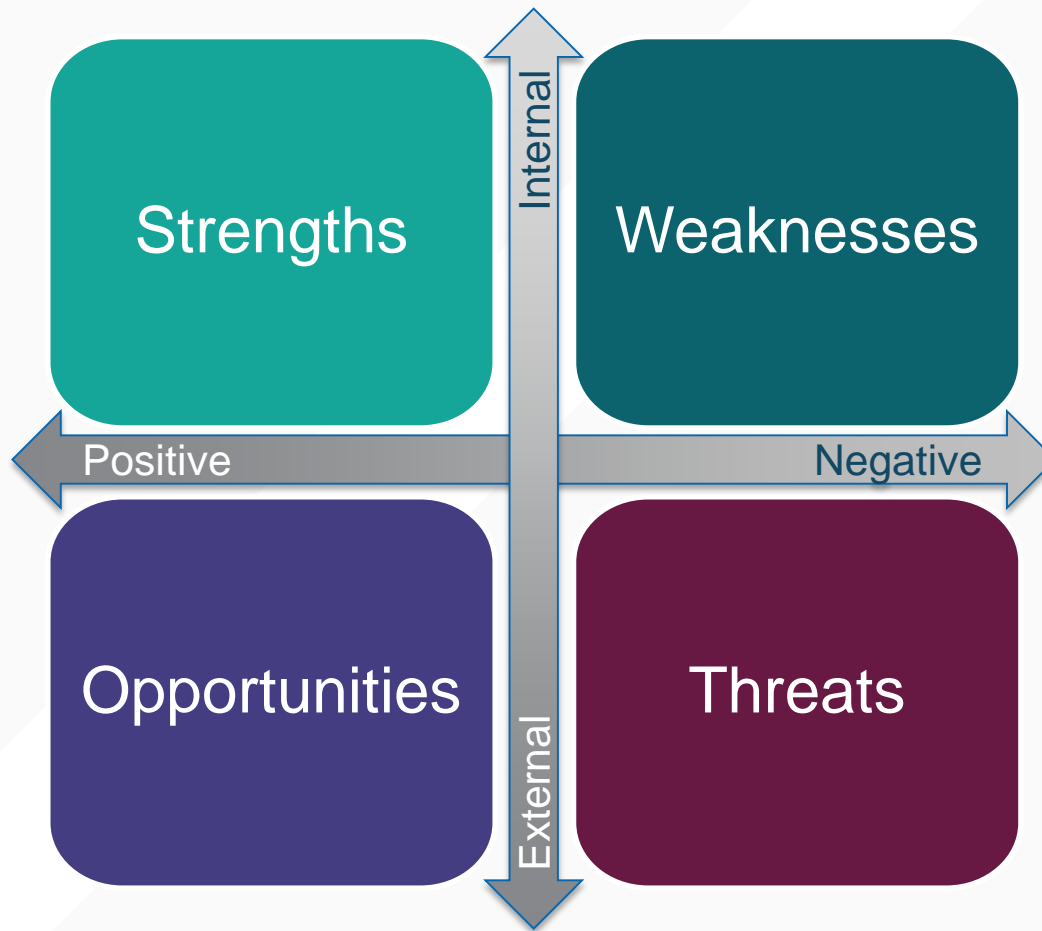 Internal
Strengths
Weaknesses
Positive
Negative
Opportunities
Threats
External